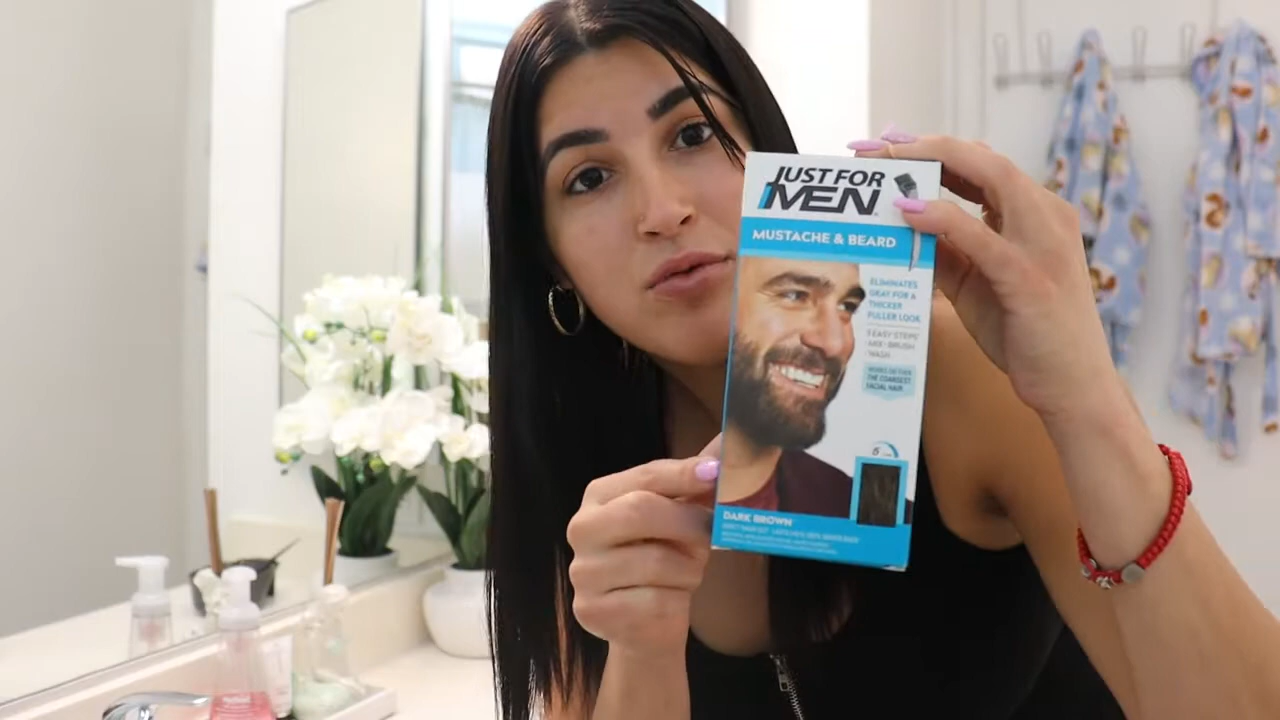 JUST FOR
MEN
MUSTACHE & BEARD
ELIMINATES
GRAY FOR A
THICKER
FULLER LOOK
3 EASY STEPS
MIX • BRUSH
WASH
WORKS ON EVEN
THE COARSEST
FACIAL HAIR
5
DARK BROWN